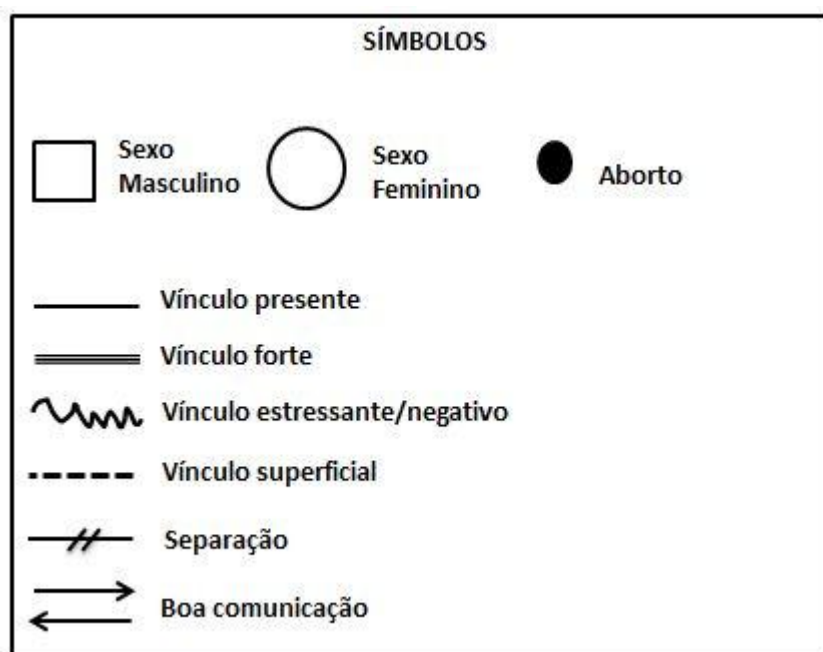 SÍMBOLOS
Sexo
Masculino
Sexo
Feminino
Aborto
Vínculo presente
Vínculo forte
Vínculo estressante/negativo
Vínculo superficial
Separação
Boa comunicação